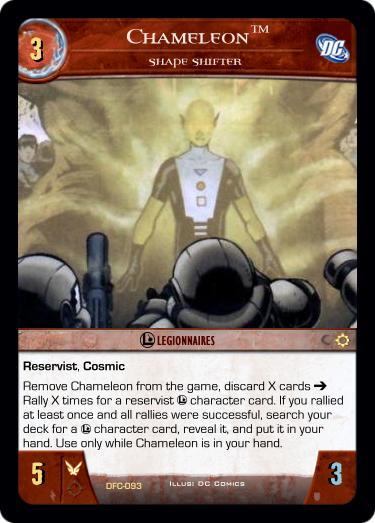 3
CHAMELEON™
SHAPE SHIFTER
DC
L LEGIONNAIRES
Reservist, Cosmic
Remove Chameleon from the game, discard X cards ➔
Rally X times for a reservist L character card. If you rallied
at least once and all rallies were successful, search your
deck for a L character card, reveal it, and put it in
your hand. Use only while Chameleon is in your hand.
5
DFC-093
ILLUS: DC COMICS
3